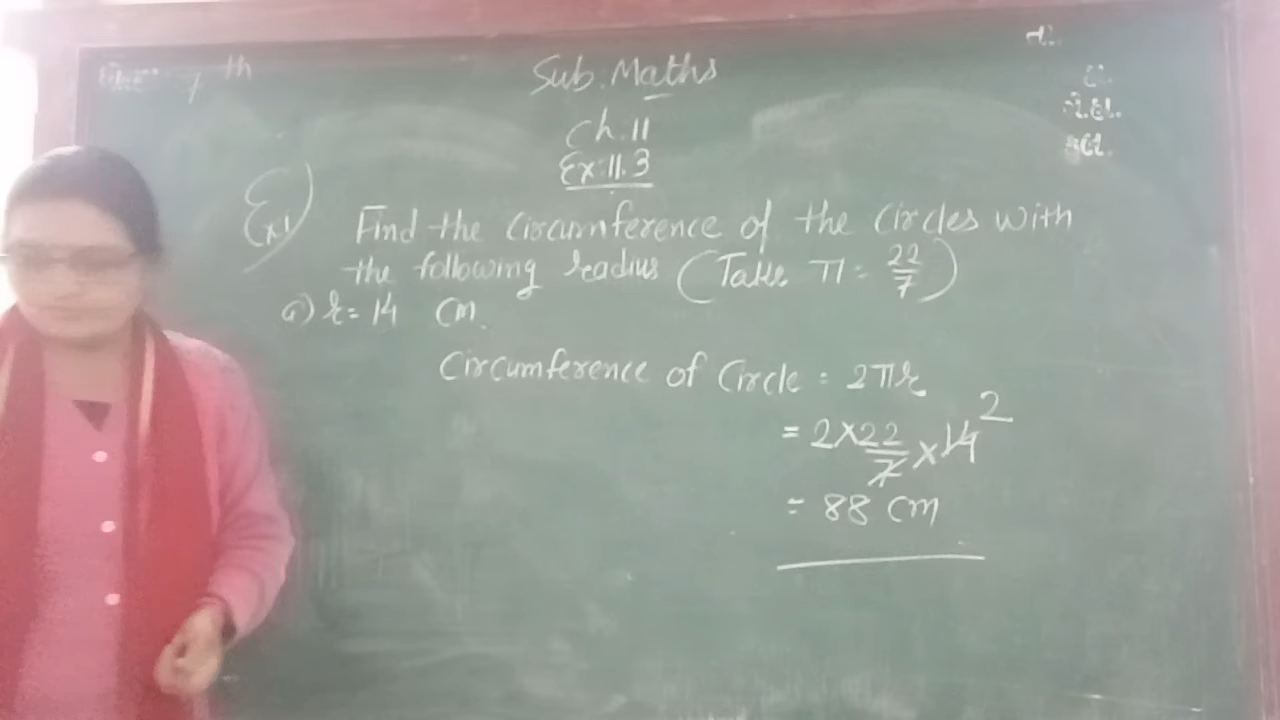 7th
Sub. Maths
Ch. 11
Ex: 11.3
Ex1) Find the Circumference of the Circles with
the following radius (Take π = 22/7)
a) r = 14 cm
Circumference of Circle = 2πr
= 2 × 22/7 × 14 2
= 88 cm